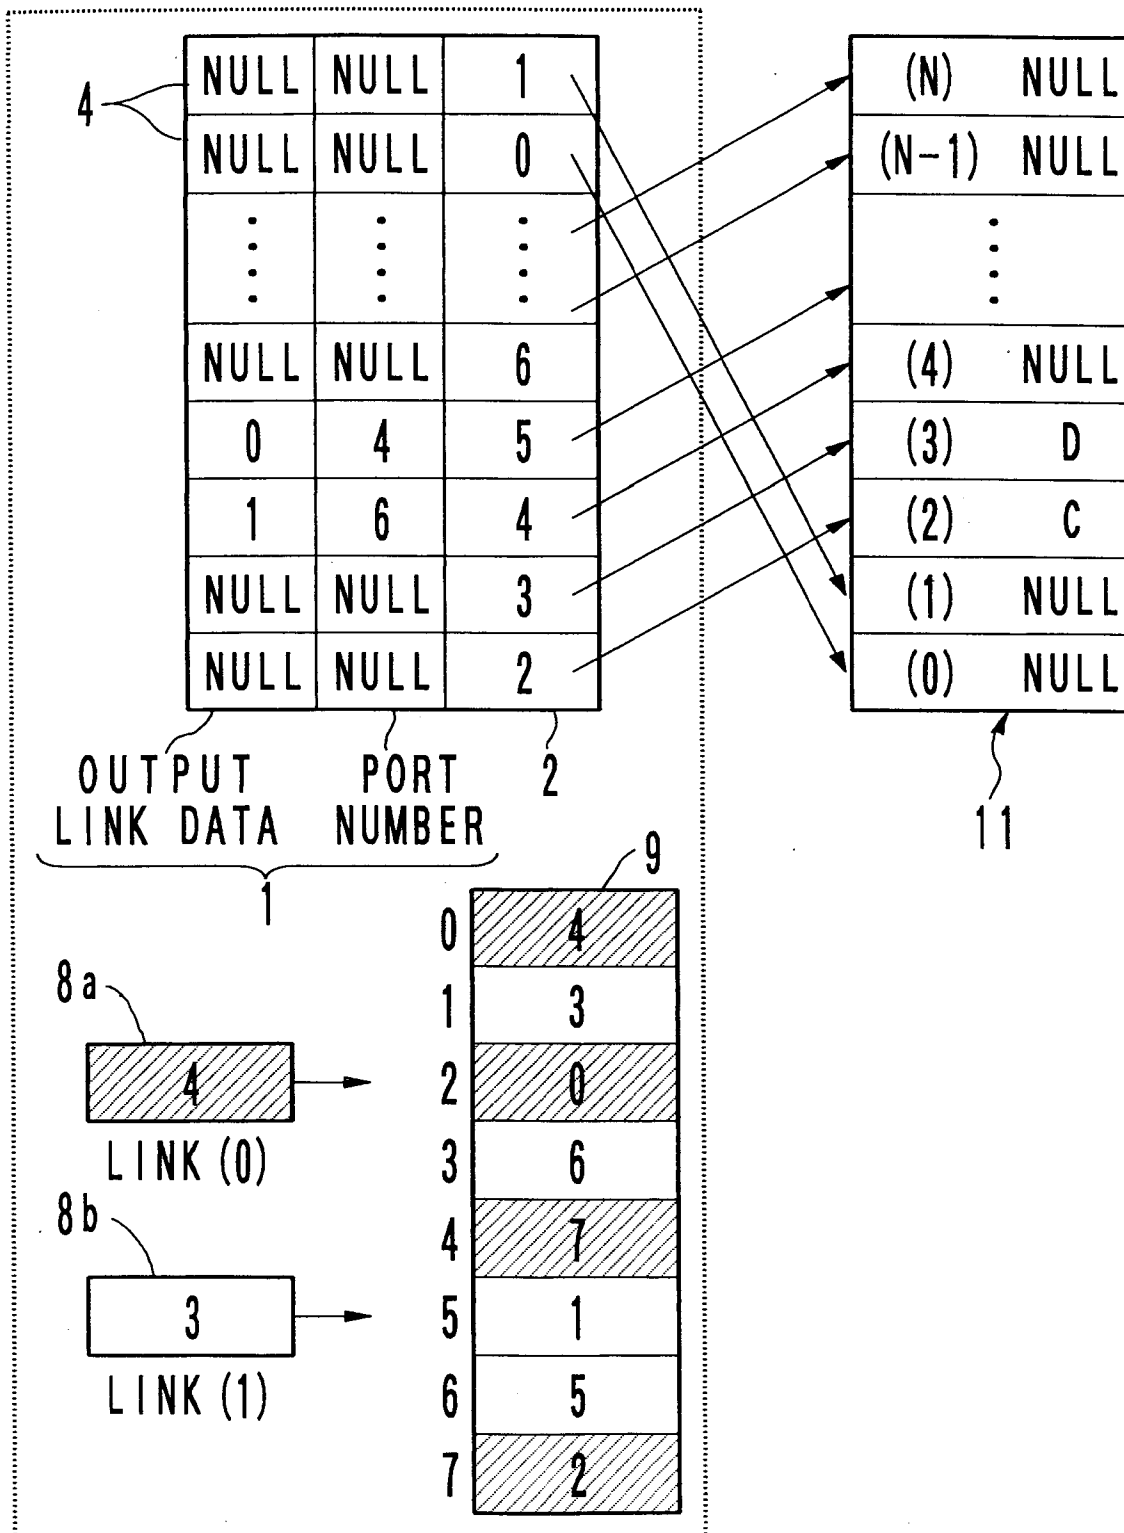 4
NULL NULL 1
NULL NULL 0
NULL NULL 6
0 4 5
1 6 4
NULL NULL 3
NULL NULL 2
OUTPUT LINK DATA
PORT NUMBER
2
1
(N) NULL
(N-1) NULL
(4) NULL
(3) D
(2) C
(1) NULL
(0) NULL
11
9
8a
4
LINK (0)
8b
3
LINK (1)
0 4
1 3
2 0
3 6
4 7
5 1
6 5
7 2